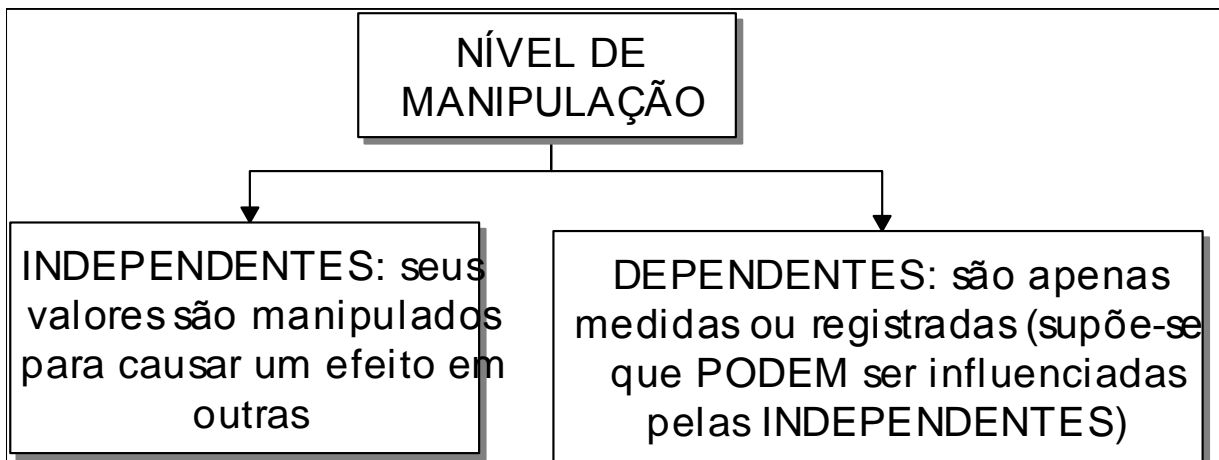 NÍVEL DE
MANIPULAÇÃO
INDEPENDENTES: seus
valores são manipulados
para causar um efeito em
outras
DEPENDENTES: são apenas
medidas ou registradas (supõe-se
que PODEM ser influenciadas
pelas INDEPENDENTES)